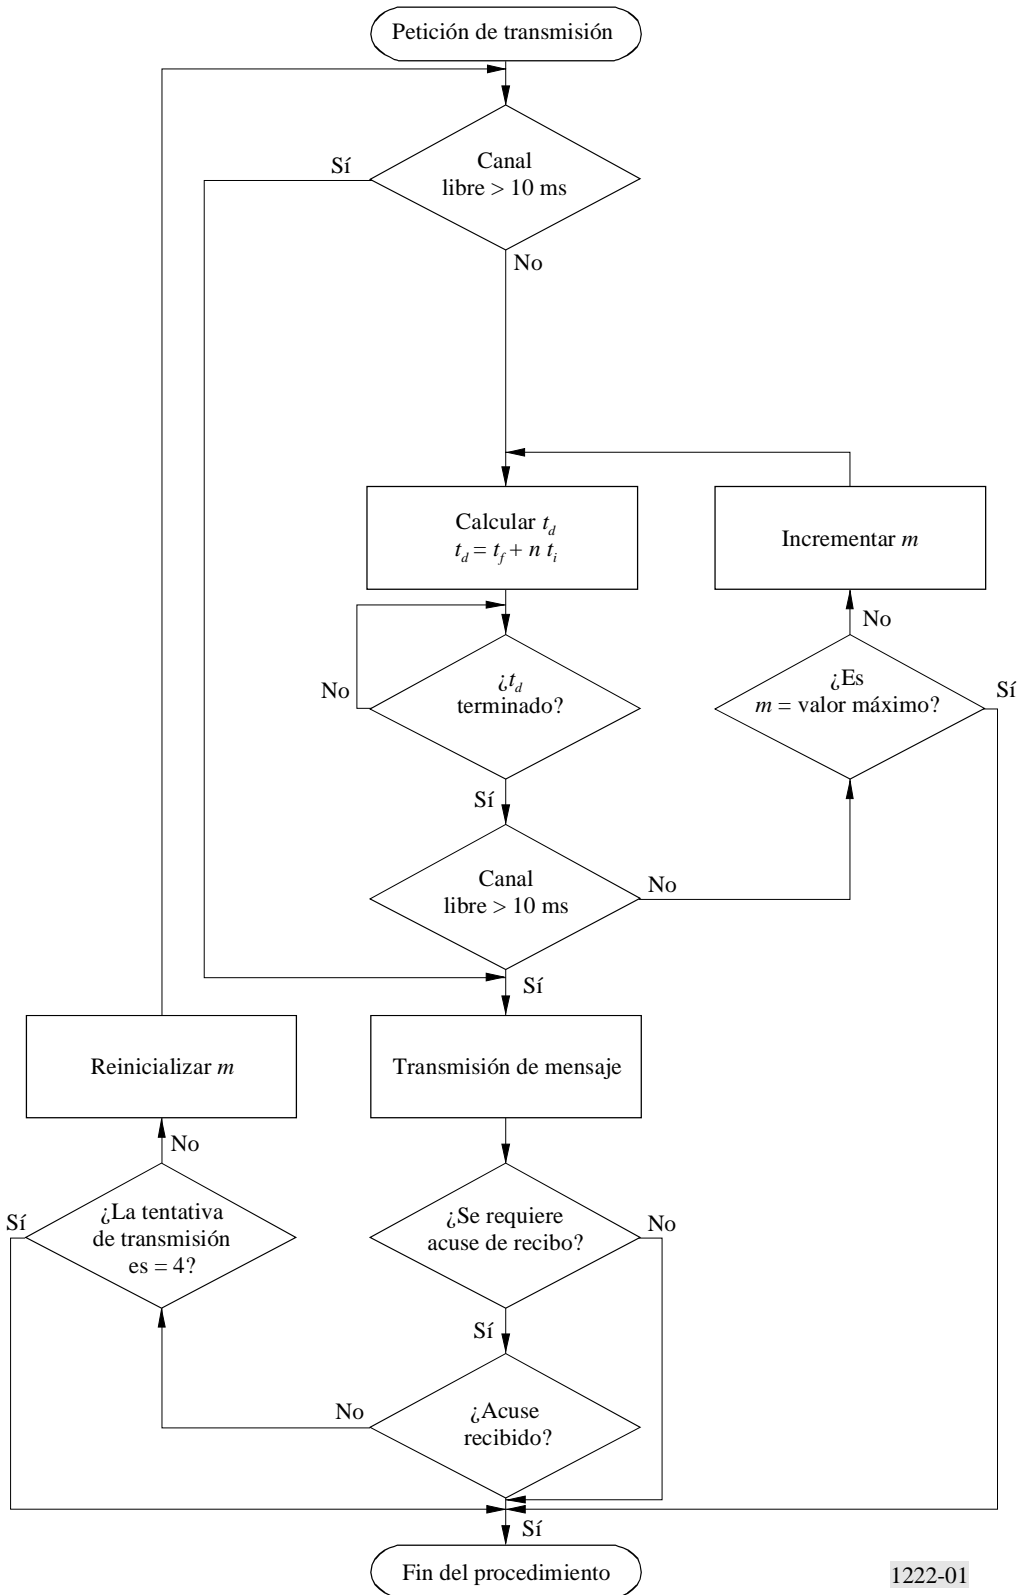 Petición de transmisión
Sí
Canal
libre > 10 ms
No
Calcular t_d
t_d = t_f + n t_i
Incrementar m
No
No
¿t_d
terminado?
¿Es
m = valor máximo?
Sí
Sí
Canal
libre > 10 ms
No
Sí
Reinicializar m
Transmisión de mensaje
No
Sí
¿La tentativa
de transmisión
es = 4?
¿Se requiere
acuse de recibo?
No
Sí
No
¿Acuse
recibido?
Sí
Fin del procedimiento
1222-01